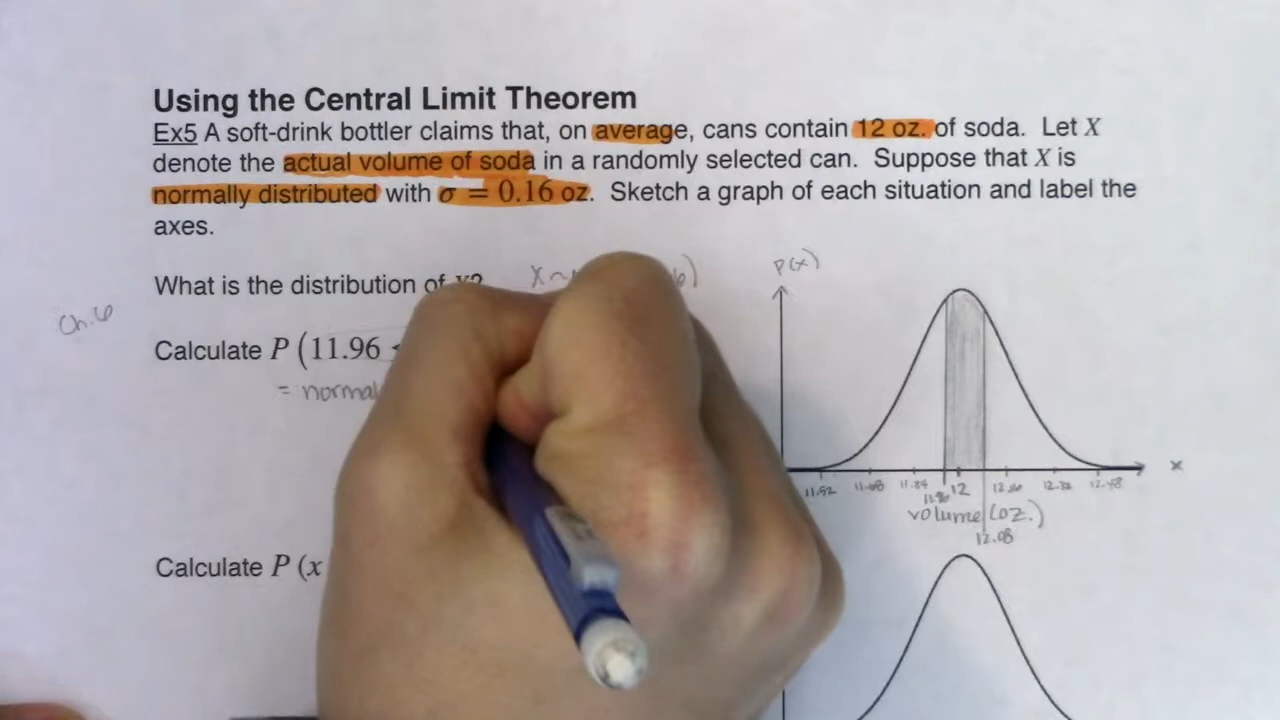 Using the Central Limit Theorem
Ex5 A soft-drink bottler claims that, on average, cans contain 12 oz. of soda. Let X
denote the actual volume of soda in a randomly selected can. Suppose that X is
normally distributed with σ = 0.16 oz. Sketch a graph of each situation and label the
axes.
What is the distribution of X? X~
Ch.6
Calculate P (11.96
= normal
P(x)
x
11.52 11.68 11.84 11.96 12 12.16 12.32 12.48
volume (oz.)
12.08
Calculate P (x